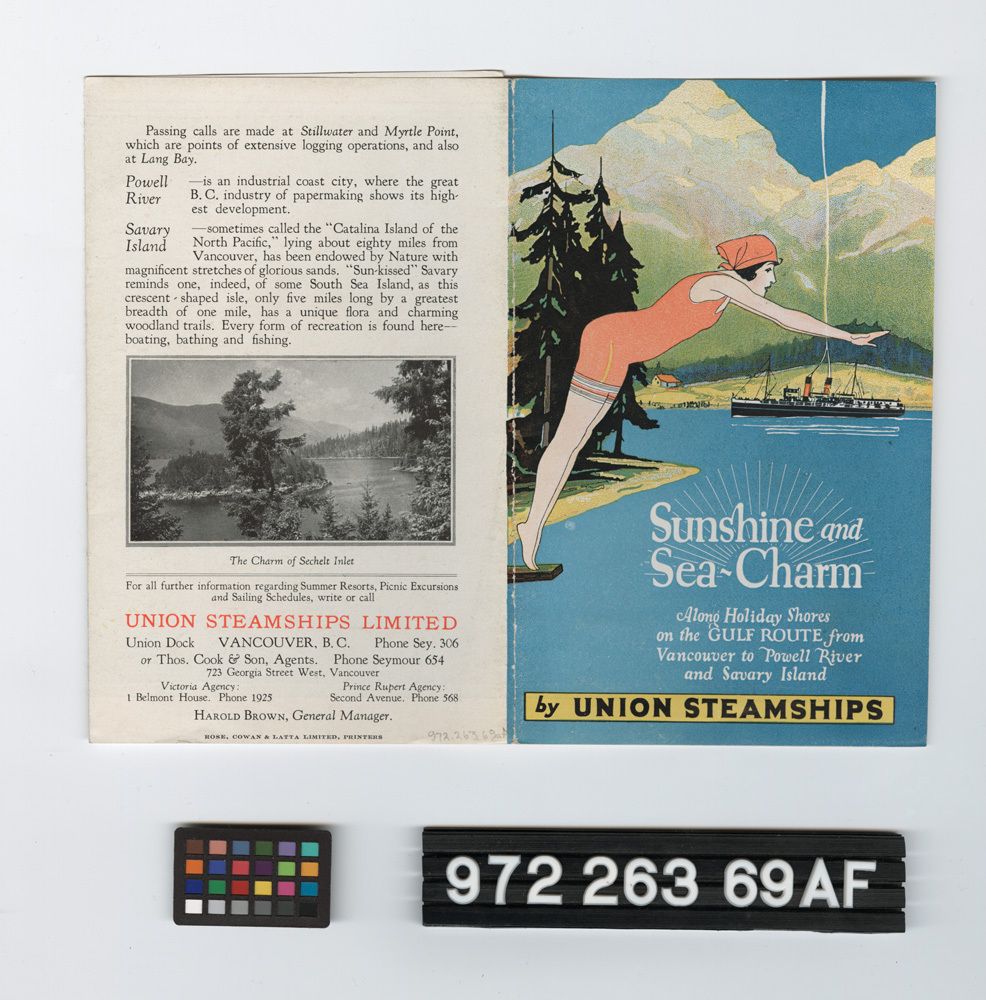 Passing calls are made at Stillwater and Myrtle Point,
which are points of extensive logging operations, and also
at Lang Bay.
Powell River
—is an industrial coast city, where the great
B. C. industry of papermaking shows its high-
est development.
Savary Island
—sometimes called the "Catalina Island of the
North Pacific," lying about eighty miles from
Vancouver, has been endowed by Nature with
magnificent stretches of glorious sands. "Sun-kissed" Savary
reminds one, indeed, of some South Sea Island, as this
crescent-shaped isle, only five miles long by a greatest
breadth of one mile, has a unique flora and charming
woodland trails. Every form of recreation is found here—
boating, bathing and fishing.
The Charm of Sechelt Inlet
For all further information regarding Summer Resorts, Picnic Excursions
and Sailing Schedules, write or call
UNION STEAMSHIPS LIMITED
Union Dock VANCOUVER, B. C. Phone Sey. 306
or Thos. Cook & Son, Agents. Phone Seymour 654
723 Georgia Street West, Vancouver
Victoria Agency:
1 Belmont House. Phone 1925
Prince Rupert Agency:
Second Avenue. Phone 568
HAROLD BROWN, General Manager.
ROSE, COWAN & LATTA LIMITED, PRINTERS
Sunshine and
Sea~Charm
Along Holiday Shores
on the GULF ROUTE from
Vancouver to Powell River
and Savary Island
by UNION STEAMSHIPS
972 263 69AF